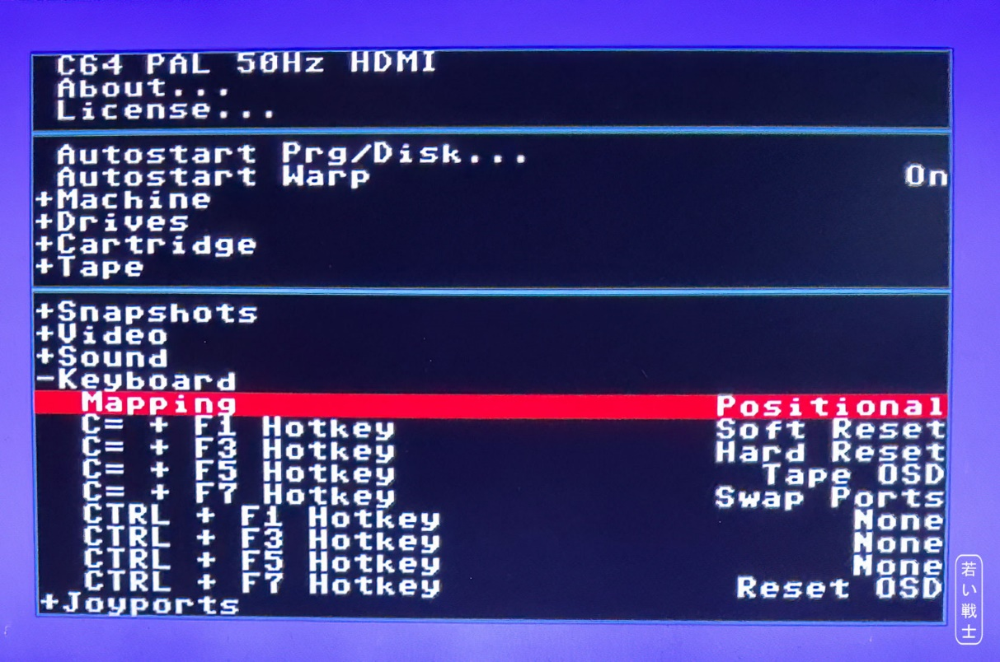 C64 PAL 50Hz HDMI
About...
License...
Autostart Prg/Disk...
Autostart Warp On
+Machine
+Drives
+Cartridge
+Tape
+Snapshots
+Video
+Sound
-Keyboard
Mapping Positional
C= + F1 Hotkey Soft Reset
C= + F3 Hotkey Hard Reset
C= + F5 Hotkey Tape OSD
C= + F7 Hotkey Swap Ports
CTRL + F1 Hotkey None
CTRL + F3 Hotkey None
CTRL + F5 Hotkey None
CTRL + F7 Hotkey Reset OSD
+Joyports
若い戦士